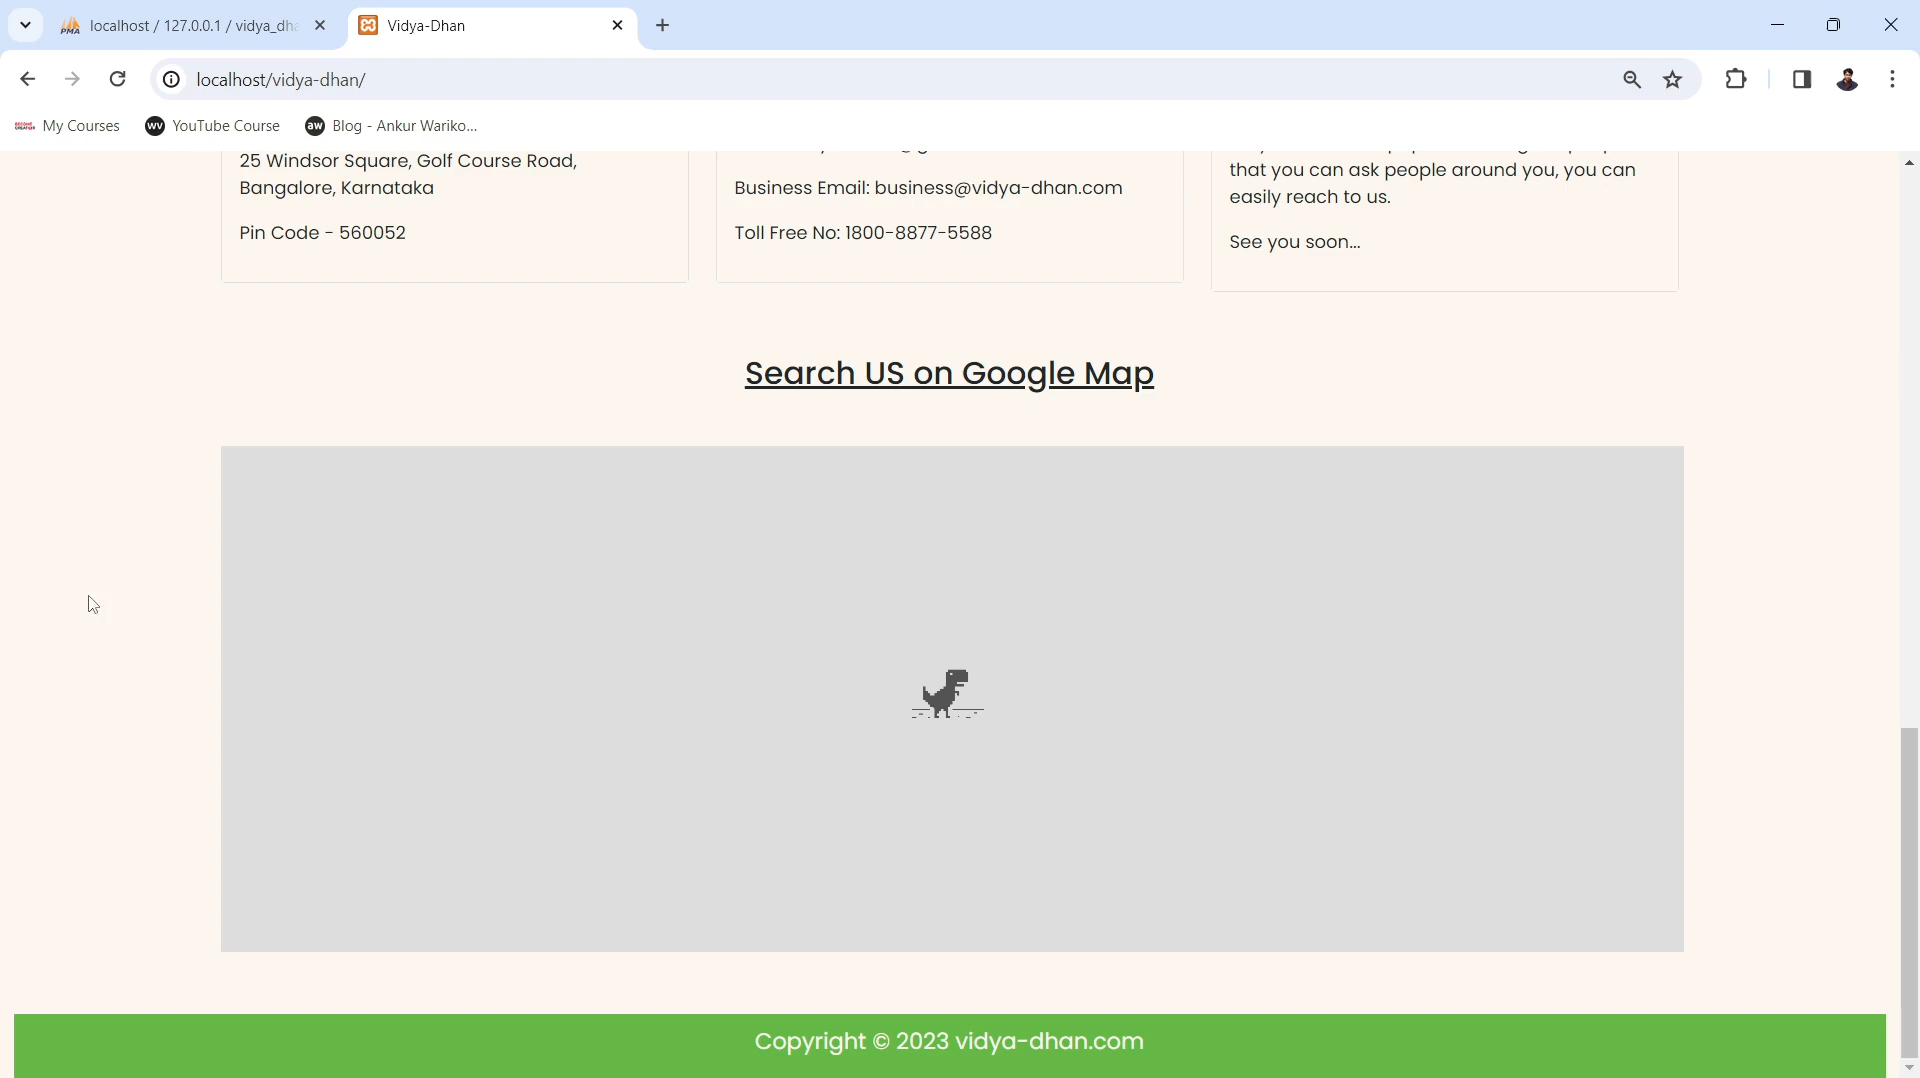 localhost / 127.0.0.1 / vidya_dha
Vidya-Dhan
localhost/vidya-dhan/
My Courses
YouTube Course
Blog - Ankur Wariko...
25 Windsor Square, Golf Course Road,
Bangalore, Karnataka
Pin Code - 560052
Business Email: business@vidya-dhan.com
Toll Free No: 1800-8877-5588
that you can ask people around you, you can
easily reach to us.
See you soon...
Search US on Google Map
Copyright © 2023 vidya-dhan.com